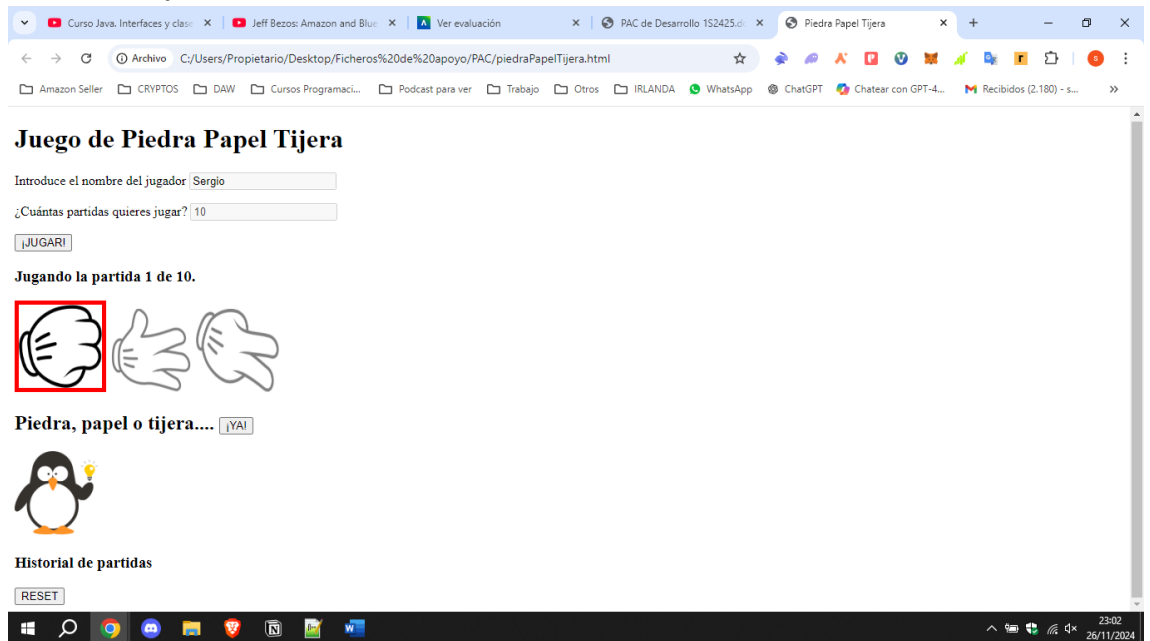 Curso Java. Interfaces y clase
Jeff Bezos: Amazon and Blue
Ver evaluación
PAC de Desarrollo 1S2425.do
Piedra Papel Tijera
Archivo C:/Users/Propietario/Desktop/Ficheros%20de%20apoyo/PAC/piedraPapelTijera.html
Amazon Seller CRYPTOS DAW Cursos Programaci... Podcast para ver Trabajo Otros IRLANDA WhatsApp ChatGPT Chatear con GPT-4... Recibidos (2.180) - s... »
Juego de Piedra Papel Tijera
Introduce el nombre del jugador Sergio
¿Cuántas partidas quieres jugar? 10
¡JUGAR!
Jugando la partida 1 de 10.
Piedra, papel o tijera.... ¡YA!
Historial de partidas
RESET
23:02
26/11/2024